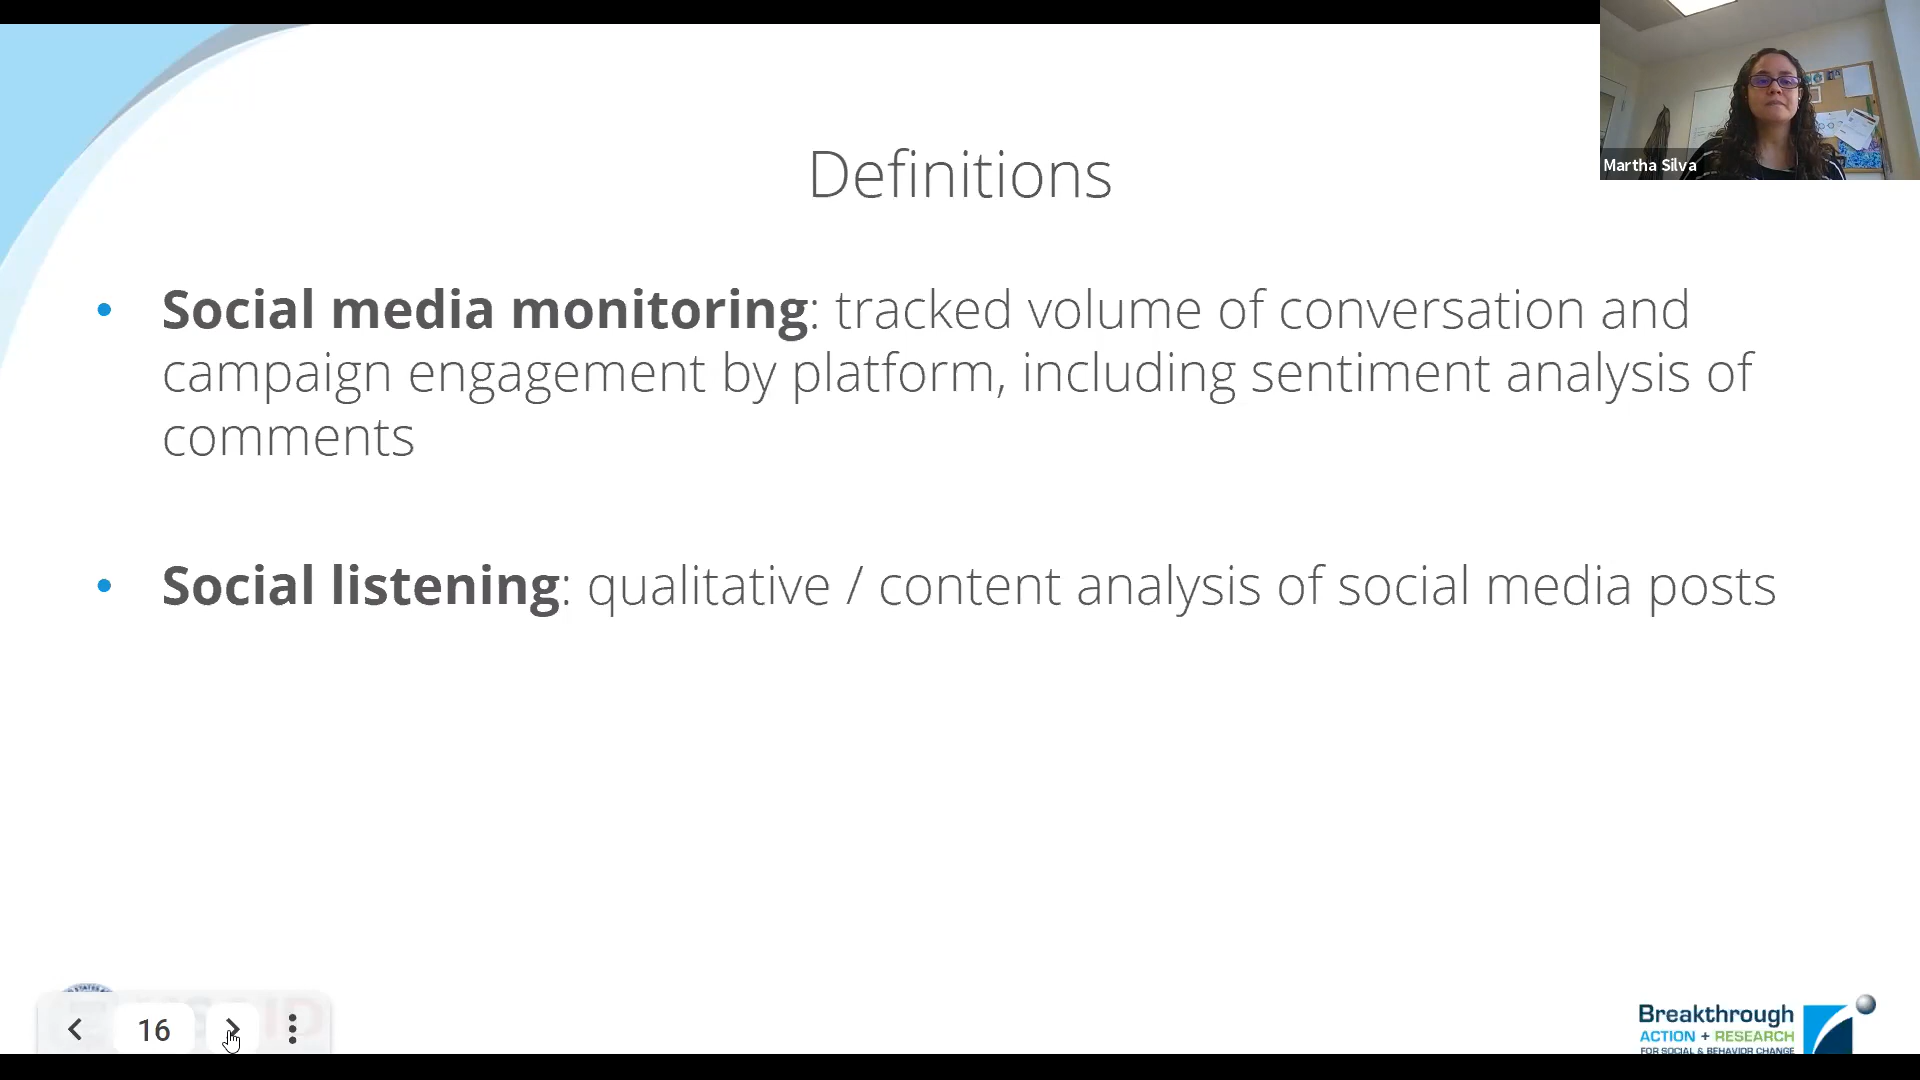 Martha Silva
Definitions
• Social media monitoring: tracked volume of conversation and
campaign engagement by platform, including sentiment analysis of
comments
• Social listening: qualitative / content analysis of social media posts
16
Breakthrough
ACTION + RESEARCH
FOR SOCIAL & BEHAVIOR CHANGE